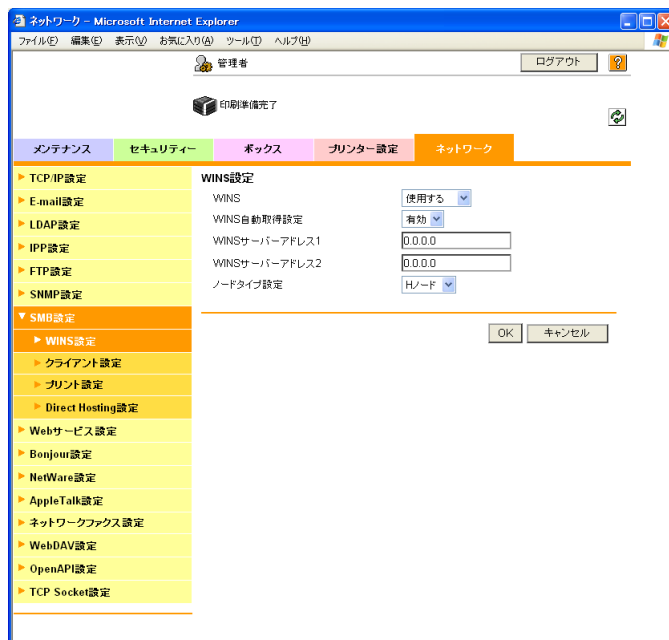 ネットワーク - Microsoft Internet Explorer
ファイル(F) 編集(E) 表示(V) お気に入り(A) ツール(T) ヘルプ(H)
管理者
ログアウト
?
印刷準備完了
メンテナンス セキュリティー ボックス プリンター設定 ネットワーク
TCP/IP設定
E-mail設定
LDAP設定
IPP設定
FTP設定
SNMP設定
SMB設定
WINS設定
クライアント設定
プリント設定
Direct Hosting設定
Webサービス設定
Bonjour設定
NetWare設定
AppleTalk設定
ネットワークファクス設定
WebDAV設定
OpenAPI設定
TCP Socket設定
WINS設定
WINS 使用する
WINS自動取得設定 有効
WINSサーバーアドレス1 0.0.0.0
WINSサーバーアドレス2 0.0.0.0
ノードタイプ設定 Hノード
OK キャンセル